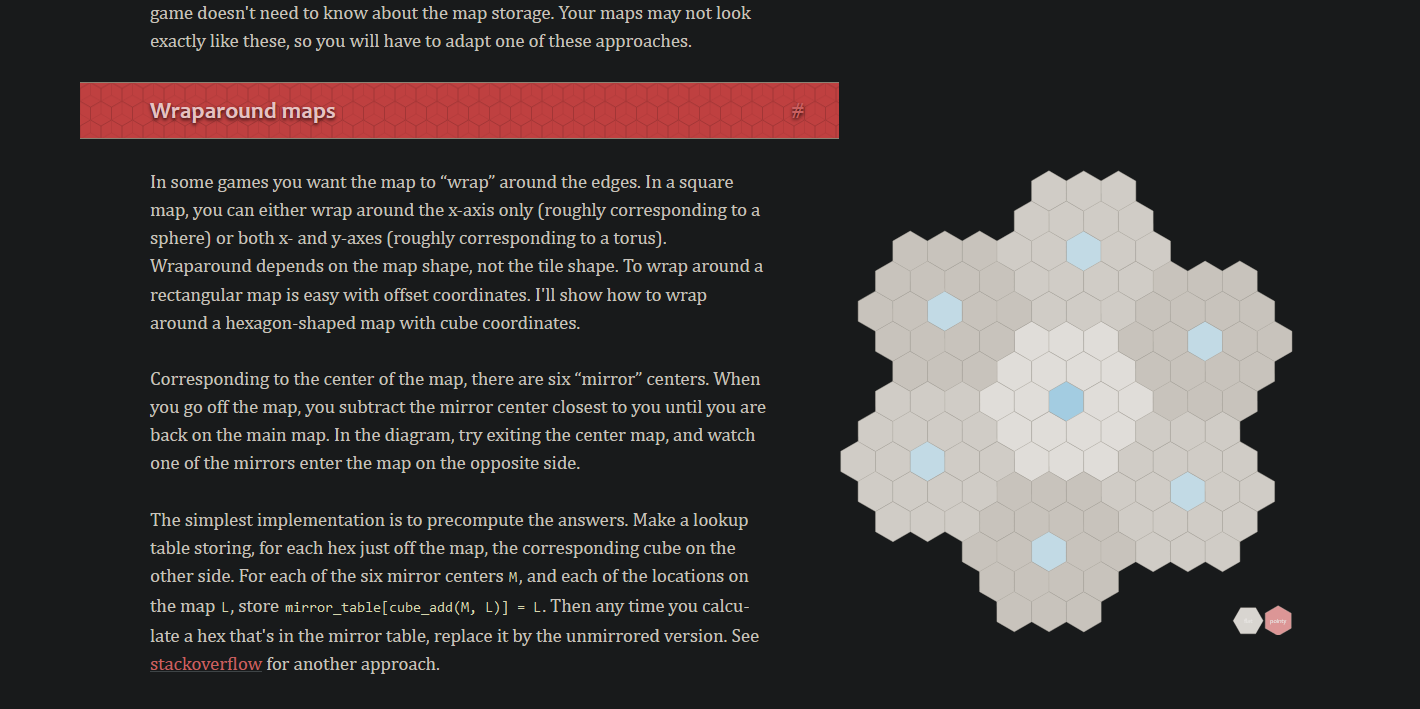 game doesn't need to know about the map storage. Your maps may not look
exactly like these, so you will have to adapt one of these approaches.
Wraparound maps #
In some games you want the map to “wrap” around the edges. In a square
map, you can either wrap around the x-axis only (roughly corresponding to a
sphere) or both x- and y-axes (roughly corresponding to a torus).
Wraparound depends on the map shape, not the tile shape. To wrap around a
rectangular map is easy with offset coordinates. I'll show how to wrap
around a hexagon-shaped map with cube coordinates.
Corresponding to the center of the map, there are six “mirror” centers. When
you go off the map, you subtract the mirror center closest to you until you are
back on the main map. In the diagram, try exiting the center map, and watch
one of the mirrors enter the map on the opposite side.
The simplest implementation is to precompute the answers. Make a lookup
table storing, for each hex just off the map, the corresponding cube on the
other side. For each of the six mirror centers M, and each of the locations on
the map L, store mirror_table[cube_add(M, L)] = L. Then any time you calcu-
late a hex that's in the mirror table, replace it by the unmirrored version. See
stackoverflow for another approach.
pointy